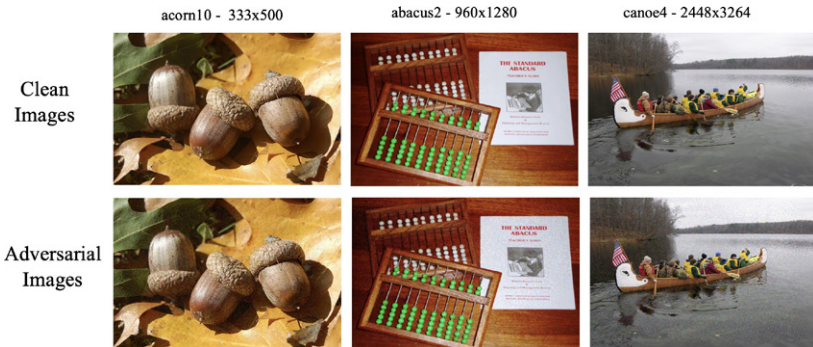 acorn10 - 333x500
abacus2 - 960x1280
canoe4 - 2448x3264
Clean
Images
THE STANDARD
ABACUS
Adversarial
Images
THE STANDARD
ABACUS